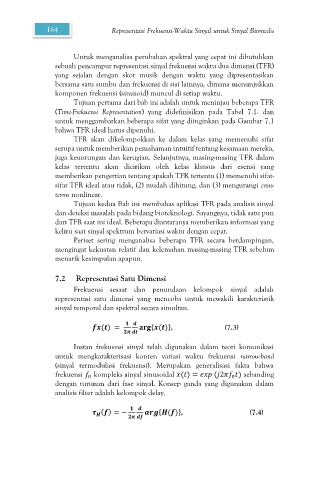 164
Representasi Frekuensi-Waktu Sinyal untuk Sinyal Biomedis
Untuk menganalisa perubahan spektral yang cepat ini dibutuhkan
sebuah pencampur representasi sinyal frekuensi waktu dua dimensi (TFR)
yang sejalan dengan skor musik dengan waktu yang dipresentasikan
bersama satu sumbu dan frekuensi di sisi lainnya, dimana menunjukkan
komponen frekuensi (sinusoid) muncul di setiap waktu.
Tujuan pertama dari bab ini adalah untuk meninjau beberapa TFR
(Time-Frekuensi Representation) yang didefinisikan pada Tabel 7.1. dan
untuk menggambarkan beberapa sifat yang diinginkan pada Gambar 7.1
bahwa TFR ideal harus dipenuhi.
TFR akan dikelompokkan ke dalam kelas yang memenuhi sifat
serupa untuk memberikan pemahaman intuitif tentang kesamaan mereka,
juga keuntungan dan kerugian. Selanjutnya, masing-masing TFR dalam
kelas tertentu akan dicirikan oleh kelas khusus dari esensi yang
memberikan pengertian tentang apakah TFR tertentu (1) memenuhi sifat-
sifat TFR ideal atau tidak, (2) mudah dihitung, dan (3) mengurangi cross-
terms nonlinear.
Tujuan kedua Bab ini membahas aplikasi TFR pada analisis sinyal
dan deteksi masalah pada bidang bioteknologi. Sayangnya, tidak satu pun
dari TFR saat ini ideal. Beberapa diantaranya memberikan informasi yang
keliru saat sinyal spektrum bervariasi waktu dengan cepat.
Periset sering menganalisa beberapa TFR secara berdampingan,
mengingat kekuatan relatif dan kelemahan masing-masing TFR sebelum
menarik kesimpulan apapun.
7.2 Representasi Satu Dimensi
Frekuensi sesaat dan penundaan kelompok sinyal adalah
representasi satu dimensi yang mencoba untuk mewakili karakteristik
sinyal temporal dan spektral secara simultan.
fx(t) = 1/2π d/dt arg{x(t)}, (7.3)
Instan frekuensi sinyal telah digunakan dalam teori komunikasi
untuk mengkarakterisasi konten variasi waktu frekuensi narrow-band
(sinyal termodulasi frekuensi). Merupakan generalisasi fakta bahwa
frekuensi f₀ kompleks sinyal sinusoidal x(t) = exp (j2πf₀t) sebanding
dengan turunan dari fase sinyal. Konsep ganda yang digunakan dalam
analisis filter adalah kelompok delay.
τ_H(f) = − 1/2π d/df arg{H(f)}, (7.4)